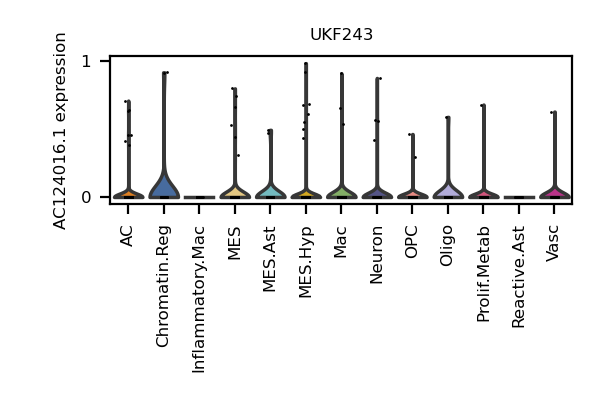 UKF243
AC124016.1 expression
1
0
AC
Chromatin.Reg
Inflammatory.Mac
MES
MES.Ast
MES.Hyp
Mac
Neuron
OPC
Oligo
Prolif.Metab
Reactive.Ast
Vasc